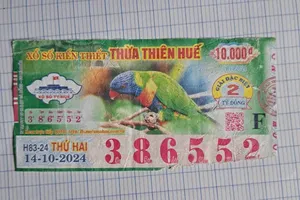 XỔ SỐ KIẾN THIẾT THỪA THIÊN HUẾ
10.000đ
GIẢI ĐẶC BIỆT
2
TỶ ĐỒNG
386552
F
H83-24 THỨ HAI
14-10-2024
386552